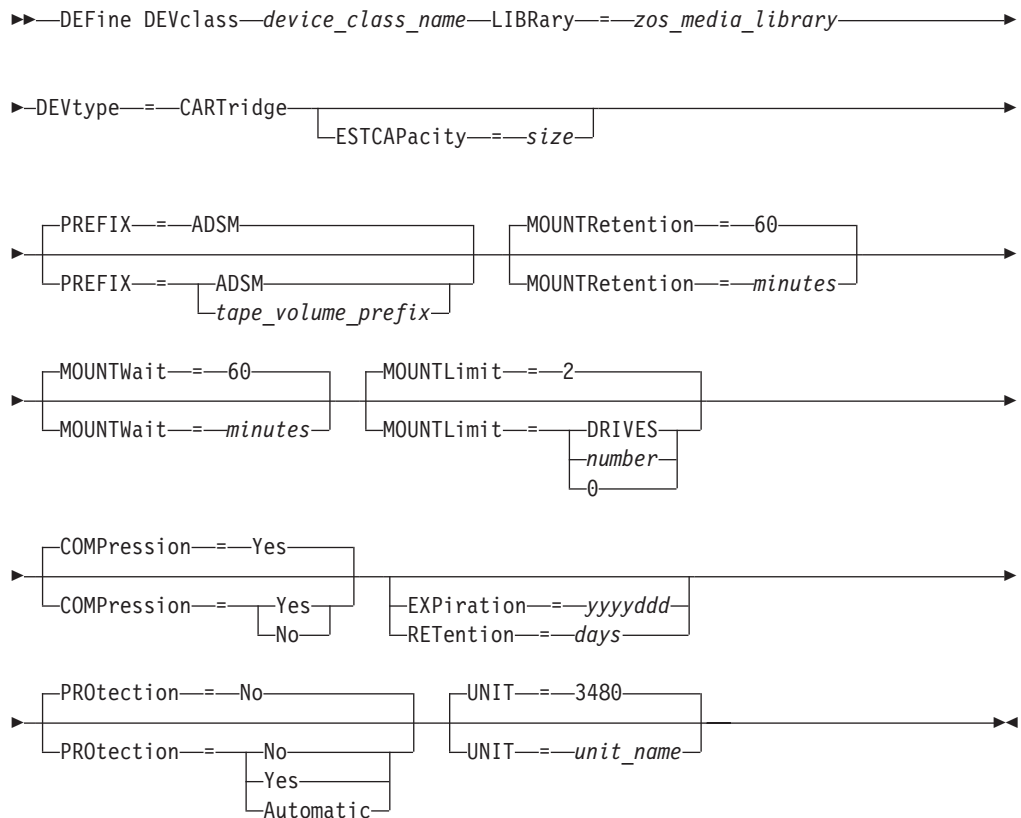 DEFine DEVclass device_class_name LIBRary = zos_media_library
DEVtype = CARTridge
ESTCAPacity = size
PREFIX = ADSM MOUNTRetention = 60
PREFIX = ADSM MOUNTRetention = minutes
tape_volume_prefix
MOUNTWait = 60 MOUNTLimit = 2
MOUNTWait = minutes MOUNTLimit = DRIVES
number
0
COMPression = Yes
COMPression = Yes EXPiration = yyyyddd
No RETention = days
PROtection = No UNIT = 3480
PROtection = No UNIT = unit_name
Yes
Automatic